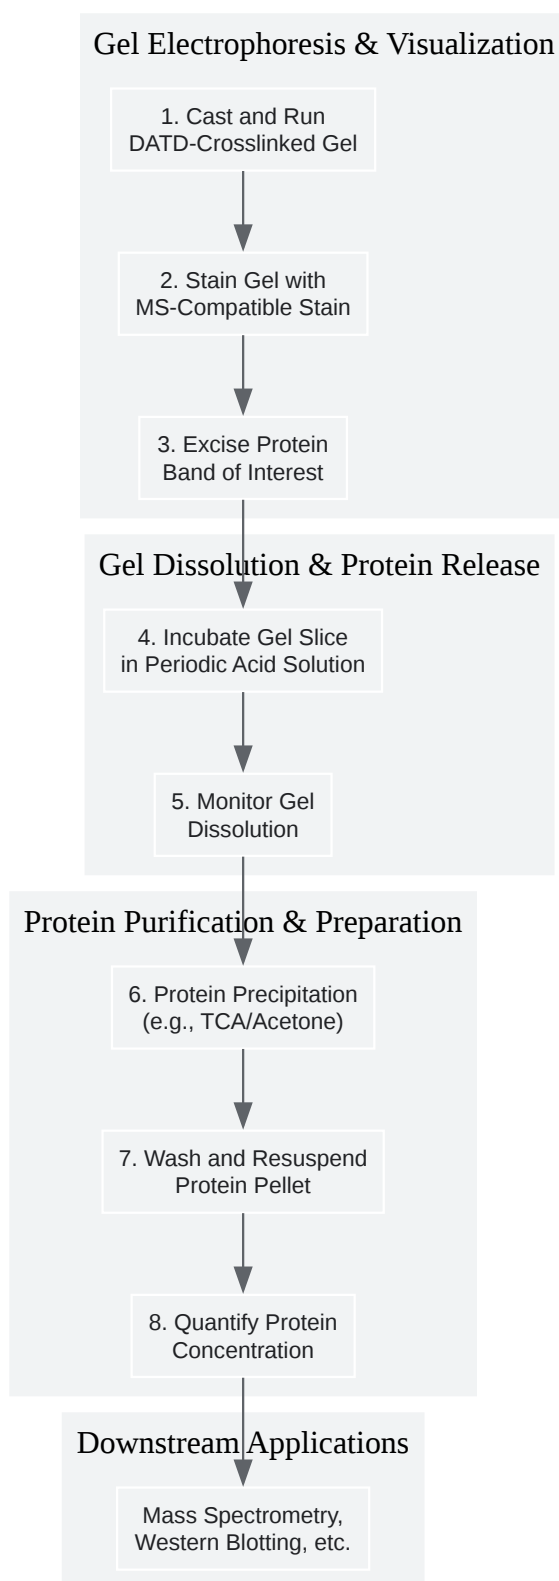 Gel Electrophoresis & Visualization
1. Cast and Run
DATD-Crosslinked Gel
2. Stain Gel with
MS-Compatible Stain
3. Excise Protein
Band of Interest
Gel Dissolution & Protein Release
4. Incubate Gel Slice
in Periodic Acid Solution
5. Monitor Gel
Dissolution
Protein Purification & Preparation
6. Protein Precipitation
(e.g., TCA/Acetone)
7. Wash and Resuspend
Protein Pellet
8. Quantify Protein
Concentration
Downstream Applications
Mass Spectrometry,
Western Blotting, etc.